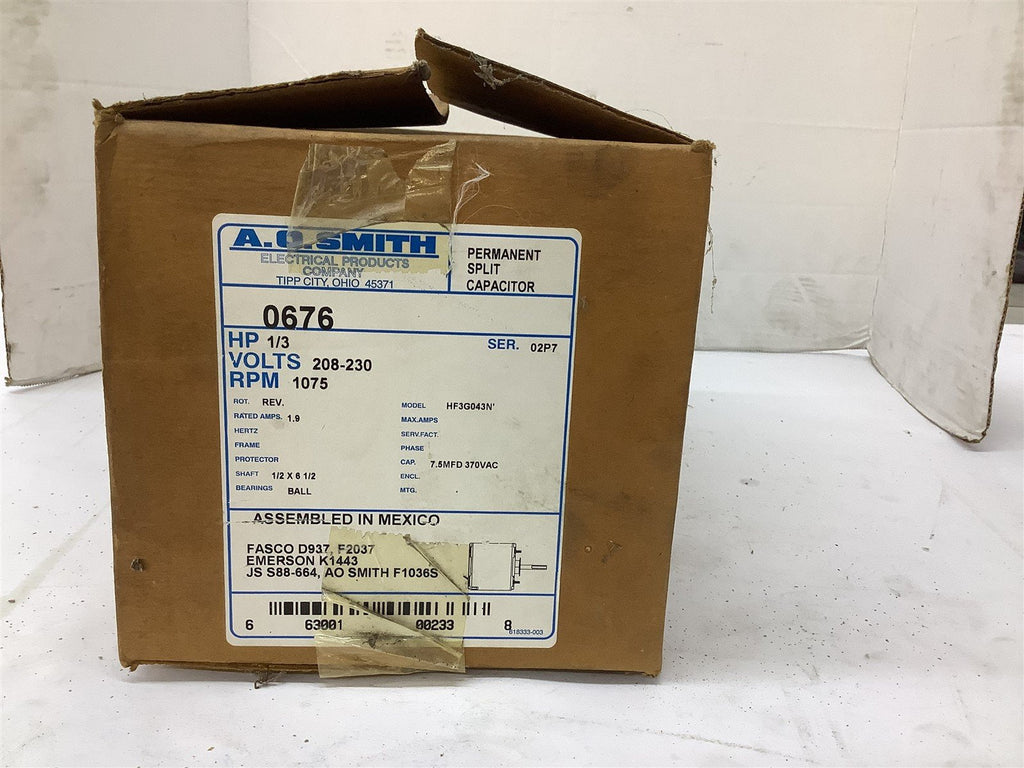 A.O.SMITH
ELECTRICAL PRODUCTS
COMPANY
TIPP CITY, OHIO 45371
PERMANENT
SPLIT
CAPACITOR
0676
HP 1/3
VOLTS 208-230
RPM 1075
SER. 02P7
ROT. REV.
RATED AMPS. 1.9
HERTZ
FRAME
PROTECTOR
SHAFT 1/2 X 6 1/2
BEARINGS BALL
MODEL HF3G043N'
MAX.AMPS
SERV.FACT.
PHASE
CAP. 7.5MFD 370VAC
ENCL.
MTG.
ASSEMBLED IN MEXICO
FASCO D937, F2037
EMERSON K1443
JS S88-664, AO SMITH F1036S
6 63001 00233 8
618333-003